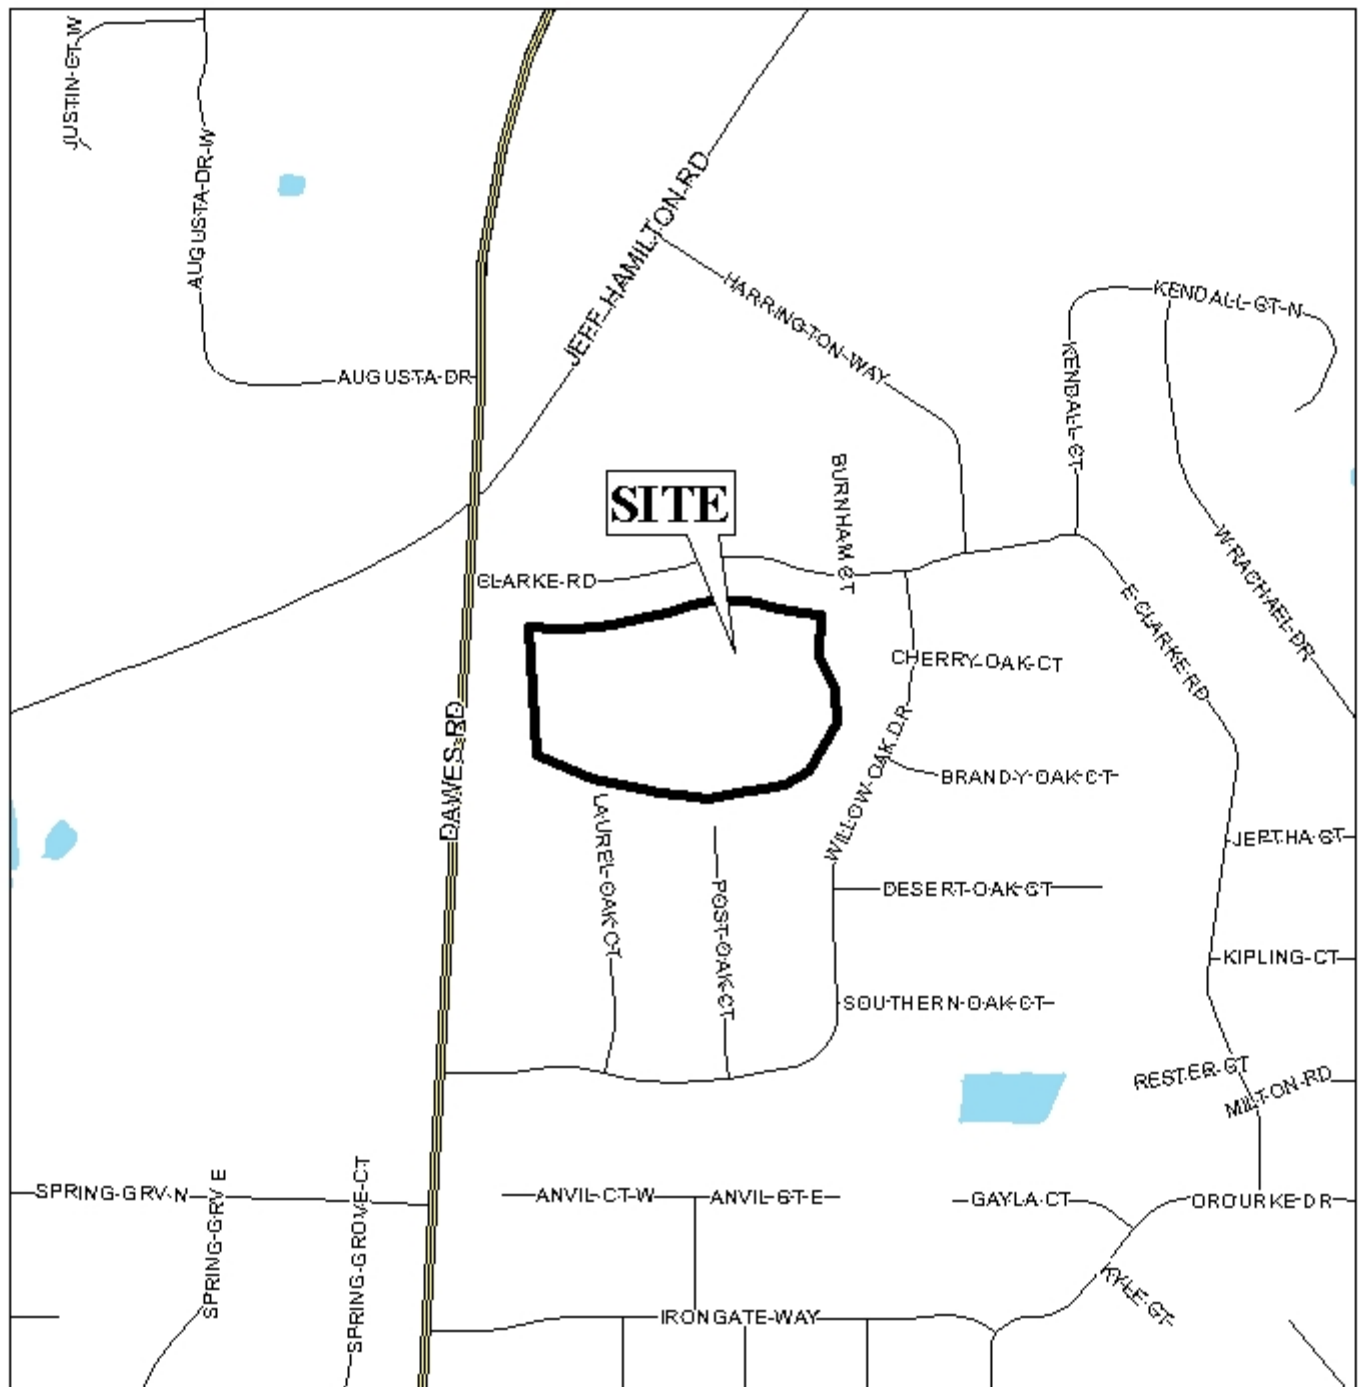 JUSTIN CT W
AUGUSTA DR W
JEFF HAMILTON RD
HARRINGTON WAY
KENDALL CT N
KENDALL CT
AUGUSTA DR
BURNHAM CT
SITE
CLARKE RD
W RACHAEL DR
E CLARKE RD
CHERRY OAK CT
DAWES RD
WILLOW OAK DR
BRANDY OAK CT
LAUREL OAK CT
JEPTHA CT
POST OAK CT
DESERT OAK CT
KIPLING CT
SOUTHERN OAK CT
RESTER CT
MILTON RD
SPRING GRV N
SPRING GRV E
SPRING GROVE CT
ANVIL CT W
ANVIL CT E
GAYLA CT
OROURKE DR
KYLE CT
IRONGATE WAY